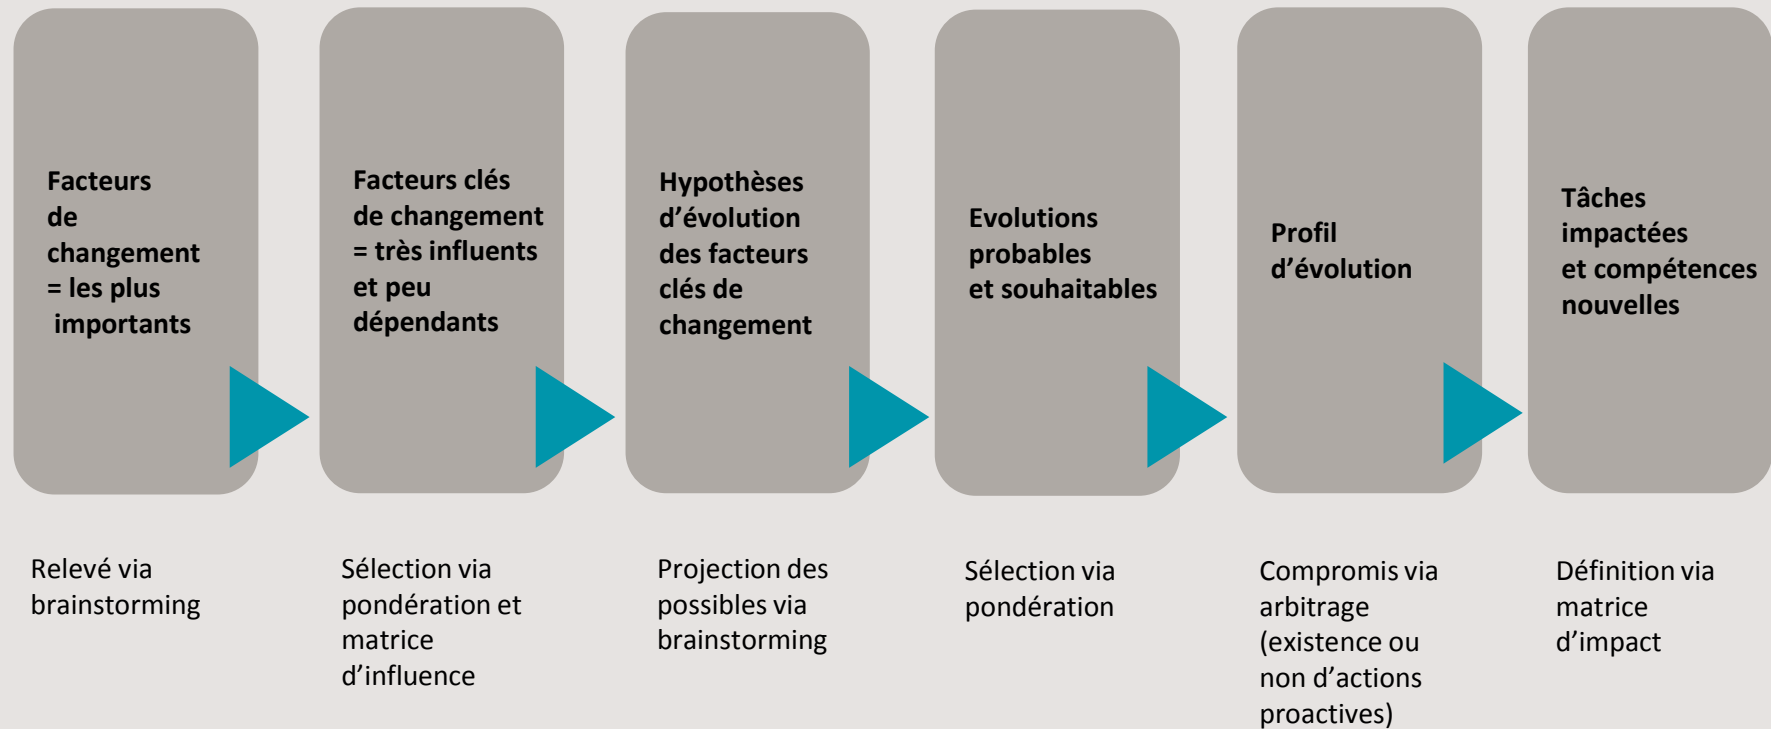 Facteurs
de
changement
= les plus
importants
Facteurs clés
de changement
= très influents
et peu
dépendants
Hypothèses
d’évolution
des facteurs
clés de
changement
Evolutions
probables
et souhaitables
Profil
d’évolution
Tâches
impactées
et compétences
nouvelles
Relevé via
brainstorming
Sélection via
pondération et
matrice
d’influence
Projection des
possibles via
brainstorming
Sélection via
pondération
Compromis via
arbitrage
(existence ou
non d’actions
proactives)
Définition via
matrice
d’impact